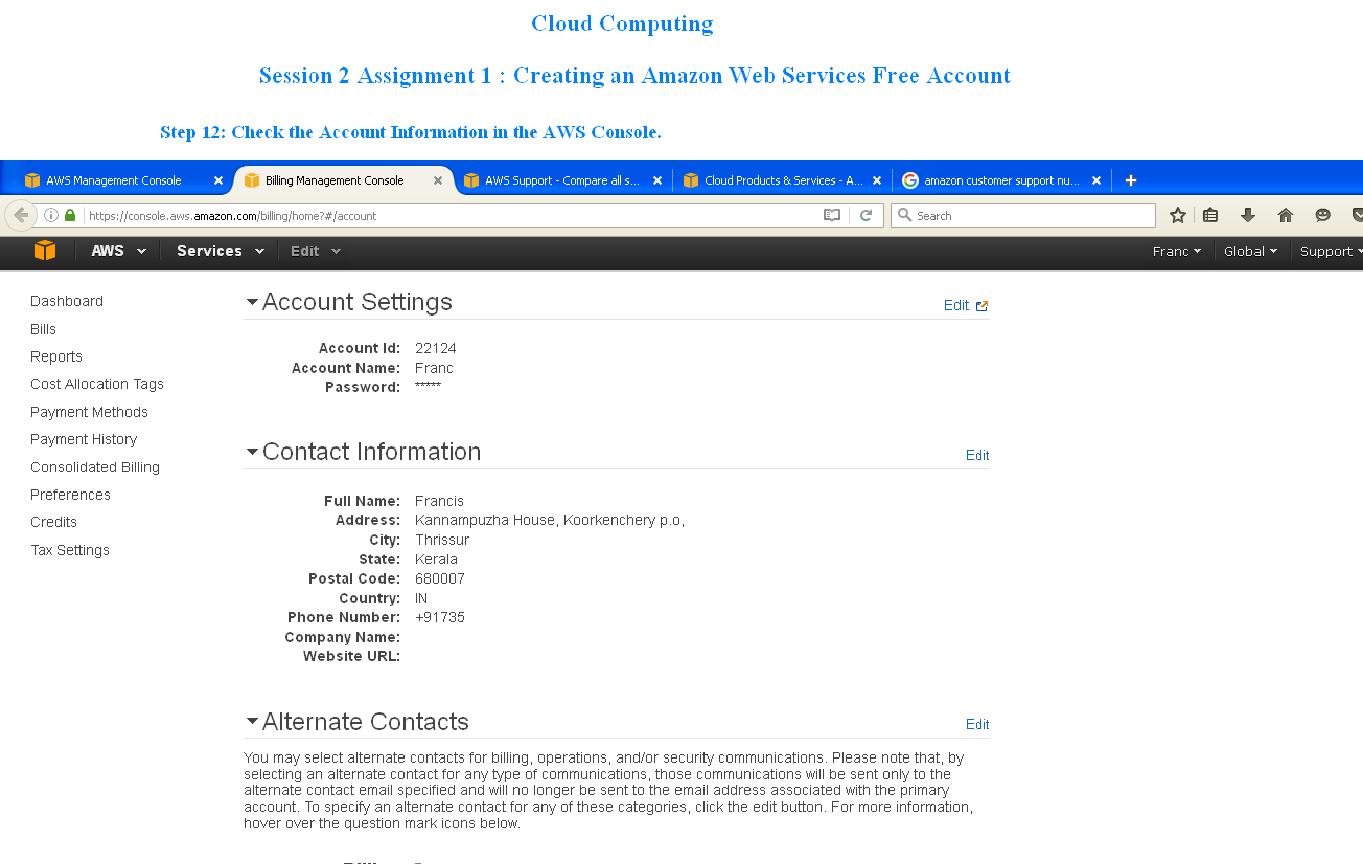 Cloud Computing
Session 2 Assignment 1 : Creating an Amazon Web Services Free Account
Step 12: Check the Account Information in the AWS Console.
AWS Management Console
Billing Management Console
AWS Support - Compare all s...
Cloud Products & Services - A...
amazon customer support nu...
https://console.aws.amazon.com/billing/home?#/account
Search
AWS Services Edit Franc Global Support
Dashboard
Bills
Reports
Cost Allocation Tags
Payment Methods
Payment History
Consolidated Billing
Preferences
Credits
Tax Settings
Account Settings Edit
Account Id: 22124
Account Name: Franc
Password: *****
Contact Information Edit
Full Name: Francis
Address: Kannampuzha House, Koorkenchery p.o,
City: Thrissur
State: Kerala
Postal Code: 680007
Country: IN
Phone Number: +91735
Company Name:
Website URL:
Alternate Contacts Edit
You may select alternate contacts for billing, operations, and/or security communications. Please note that, by
selecting an alternate contact for any type of communications, those communications will be sent only to the
alternate contact email specified and will no longer be sent to the email address associated with the primary
account. To specify an alternate contact for any of these categories, click the edit button. For more information,
hover over the question mark icons below.